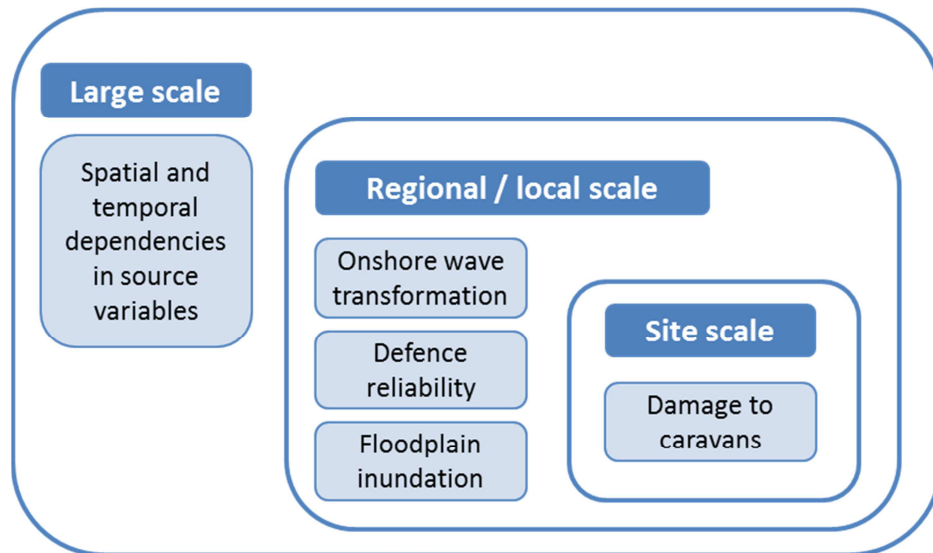 Large scale
Spatial and
temporal
dependencies
in source
variables
Regional / local scale
Onshore wave
transformation
Defence
reliability
Floodplain
inundation
Site scale
Damage to
caravans